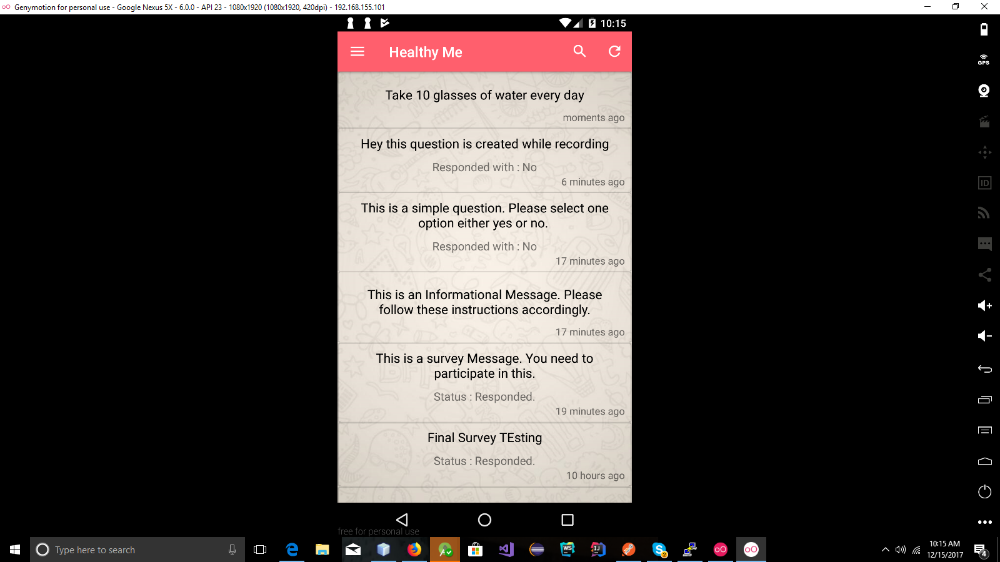 Genymotion for personal use - Google Nexus 5X - 6.0.0 - API 23 - 1080x1920 (1080x1920, 420dpi) - 192.168.155.101
10:15
Healthy Me
GPS
Take 10 glasses of water every day
moments ago
Hey this question is created while recording
Responded with : No
6 minutes ago
ID
This is a simple question. Please select one
option either yes or no.
Responded with : No
17 minutes ago
This is an Informational Message. Please
follow these instructions accordingly.
17 minutes ago
This is a survey Message. You need to
participate in this.
Status : Responded.
19 minutes ago
Final Survey TEsting
Status : Responded.
10 hours ago
free for personal use
Type here to search
WS
IJ
2
10:15 AM
12/15/2017
4